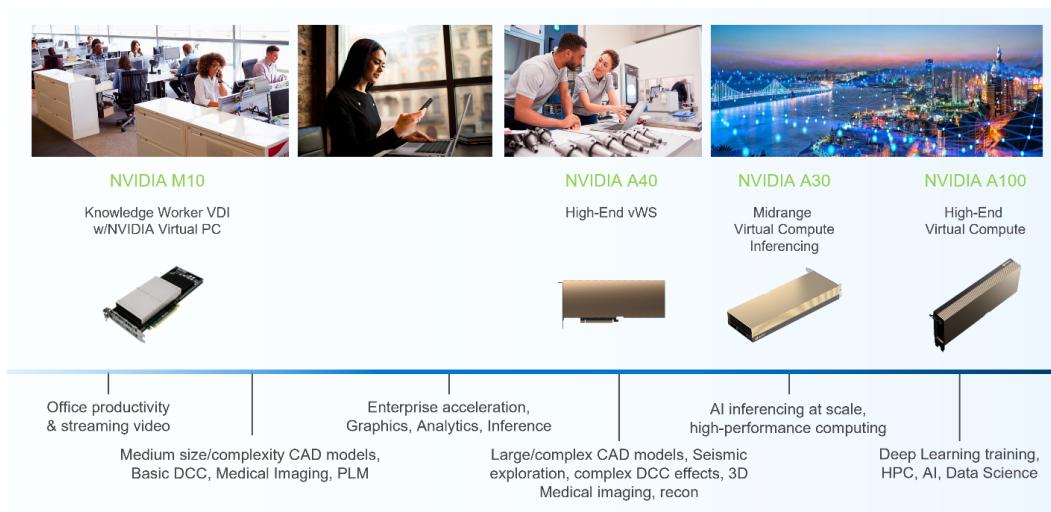 NVIDIA M10
Knowledge Worker VDI
w/NVIDIA Virtual PC
NVIDIA A40
High-End vWS
NVIDIA A30
Midrange
Virtual Compute
Inferencing
NVIDIA A100
High-End
Virtual Compute
Office productivity
& streaming video
Medium size/complexity CAD models,
Basic DCC, Medical Imaging, PLM
Enterprise acceleration,
Graphics, Analytics, Inference
Large/complex CAD models, Seismic
exploration, complex DCC effects, 3D
Medical imaging, recon
AI inferencing at scale,
high-performance computing
Deep Learning training,
HPC, AI, Data Science